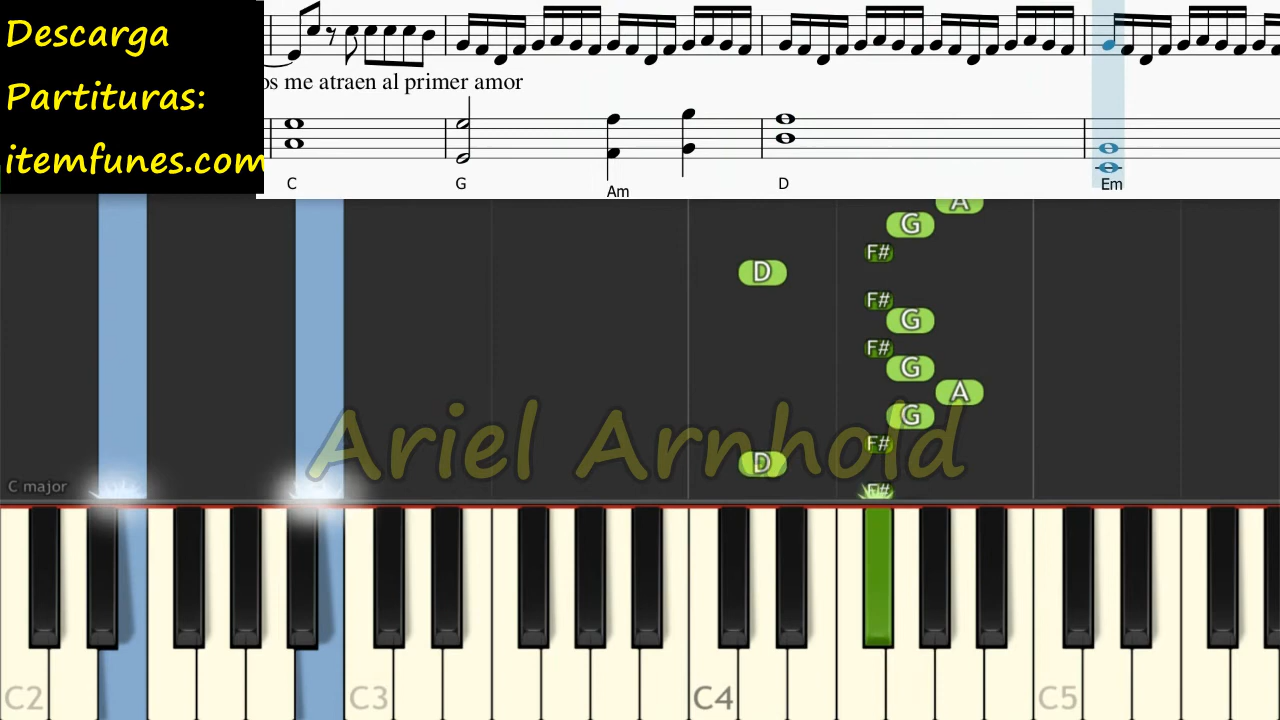 Descarga
Partituras:
itemfunes.com
os me atraen al primer amor
C G Am D Em
A
G
F#
D
F#
G
F#
G
A
G
F#
D
F#
Ariel Arnhold
C major
C2 C3 C4 C5